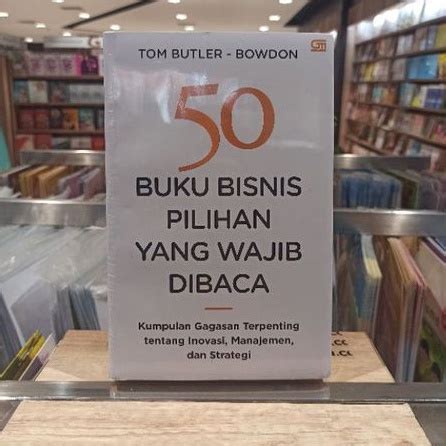 TOM BUTLER - BOWDON
50
BUKU BISNIS
PILIHAN
YANG WAJIB
DIBACA
Kumpulan Gagasan Terpenting
tentang Inovasi, Manajemen,
dan Strategi